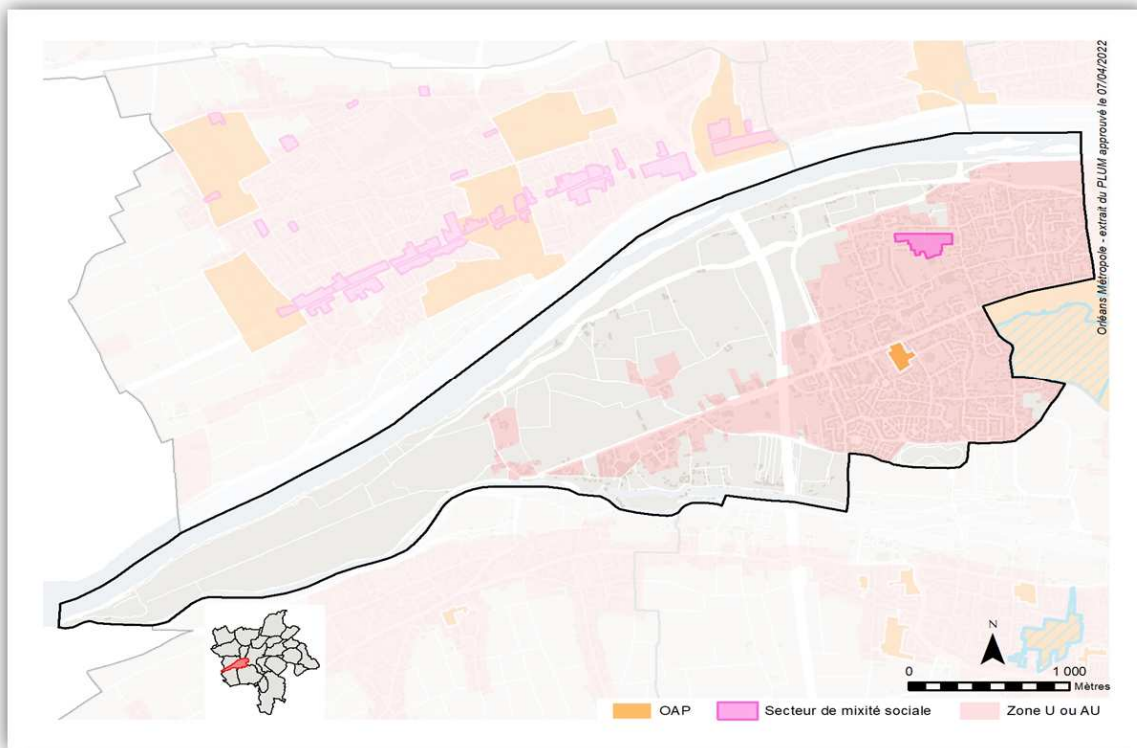 Orléans Métropole - extrait du PLUM approuvé le 07/04/2022
N
0 1 000
Mètres
OAP Secteur de mixité sociale Zone U ou AU